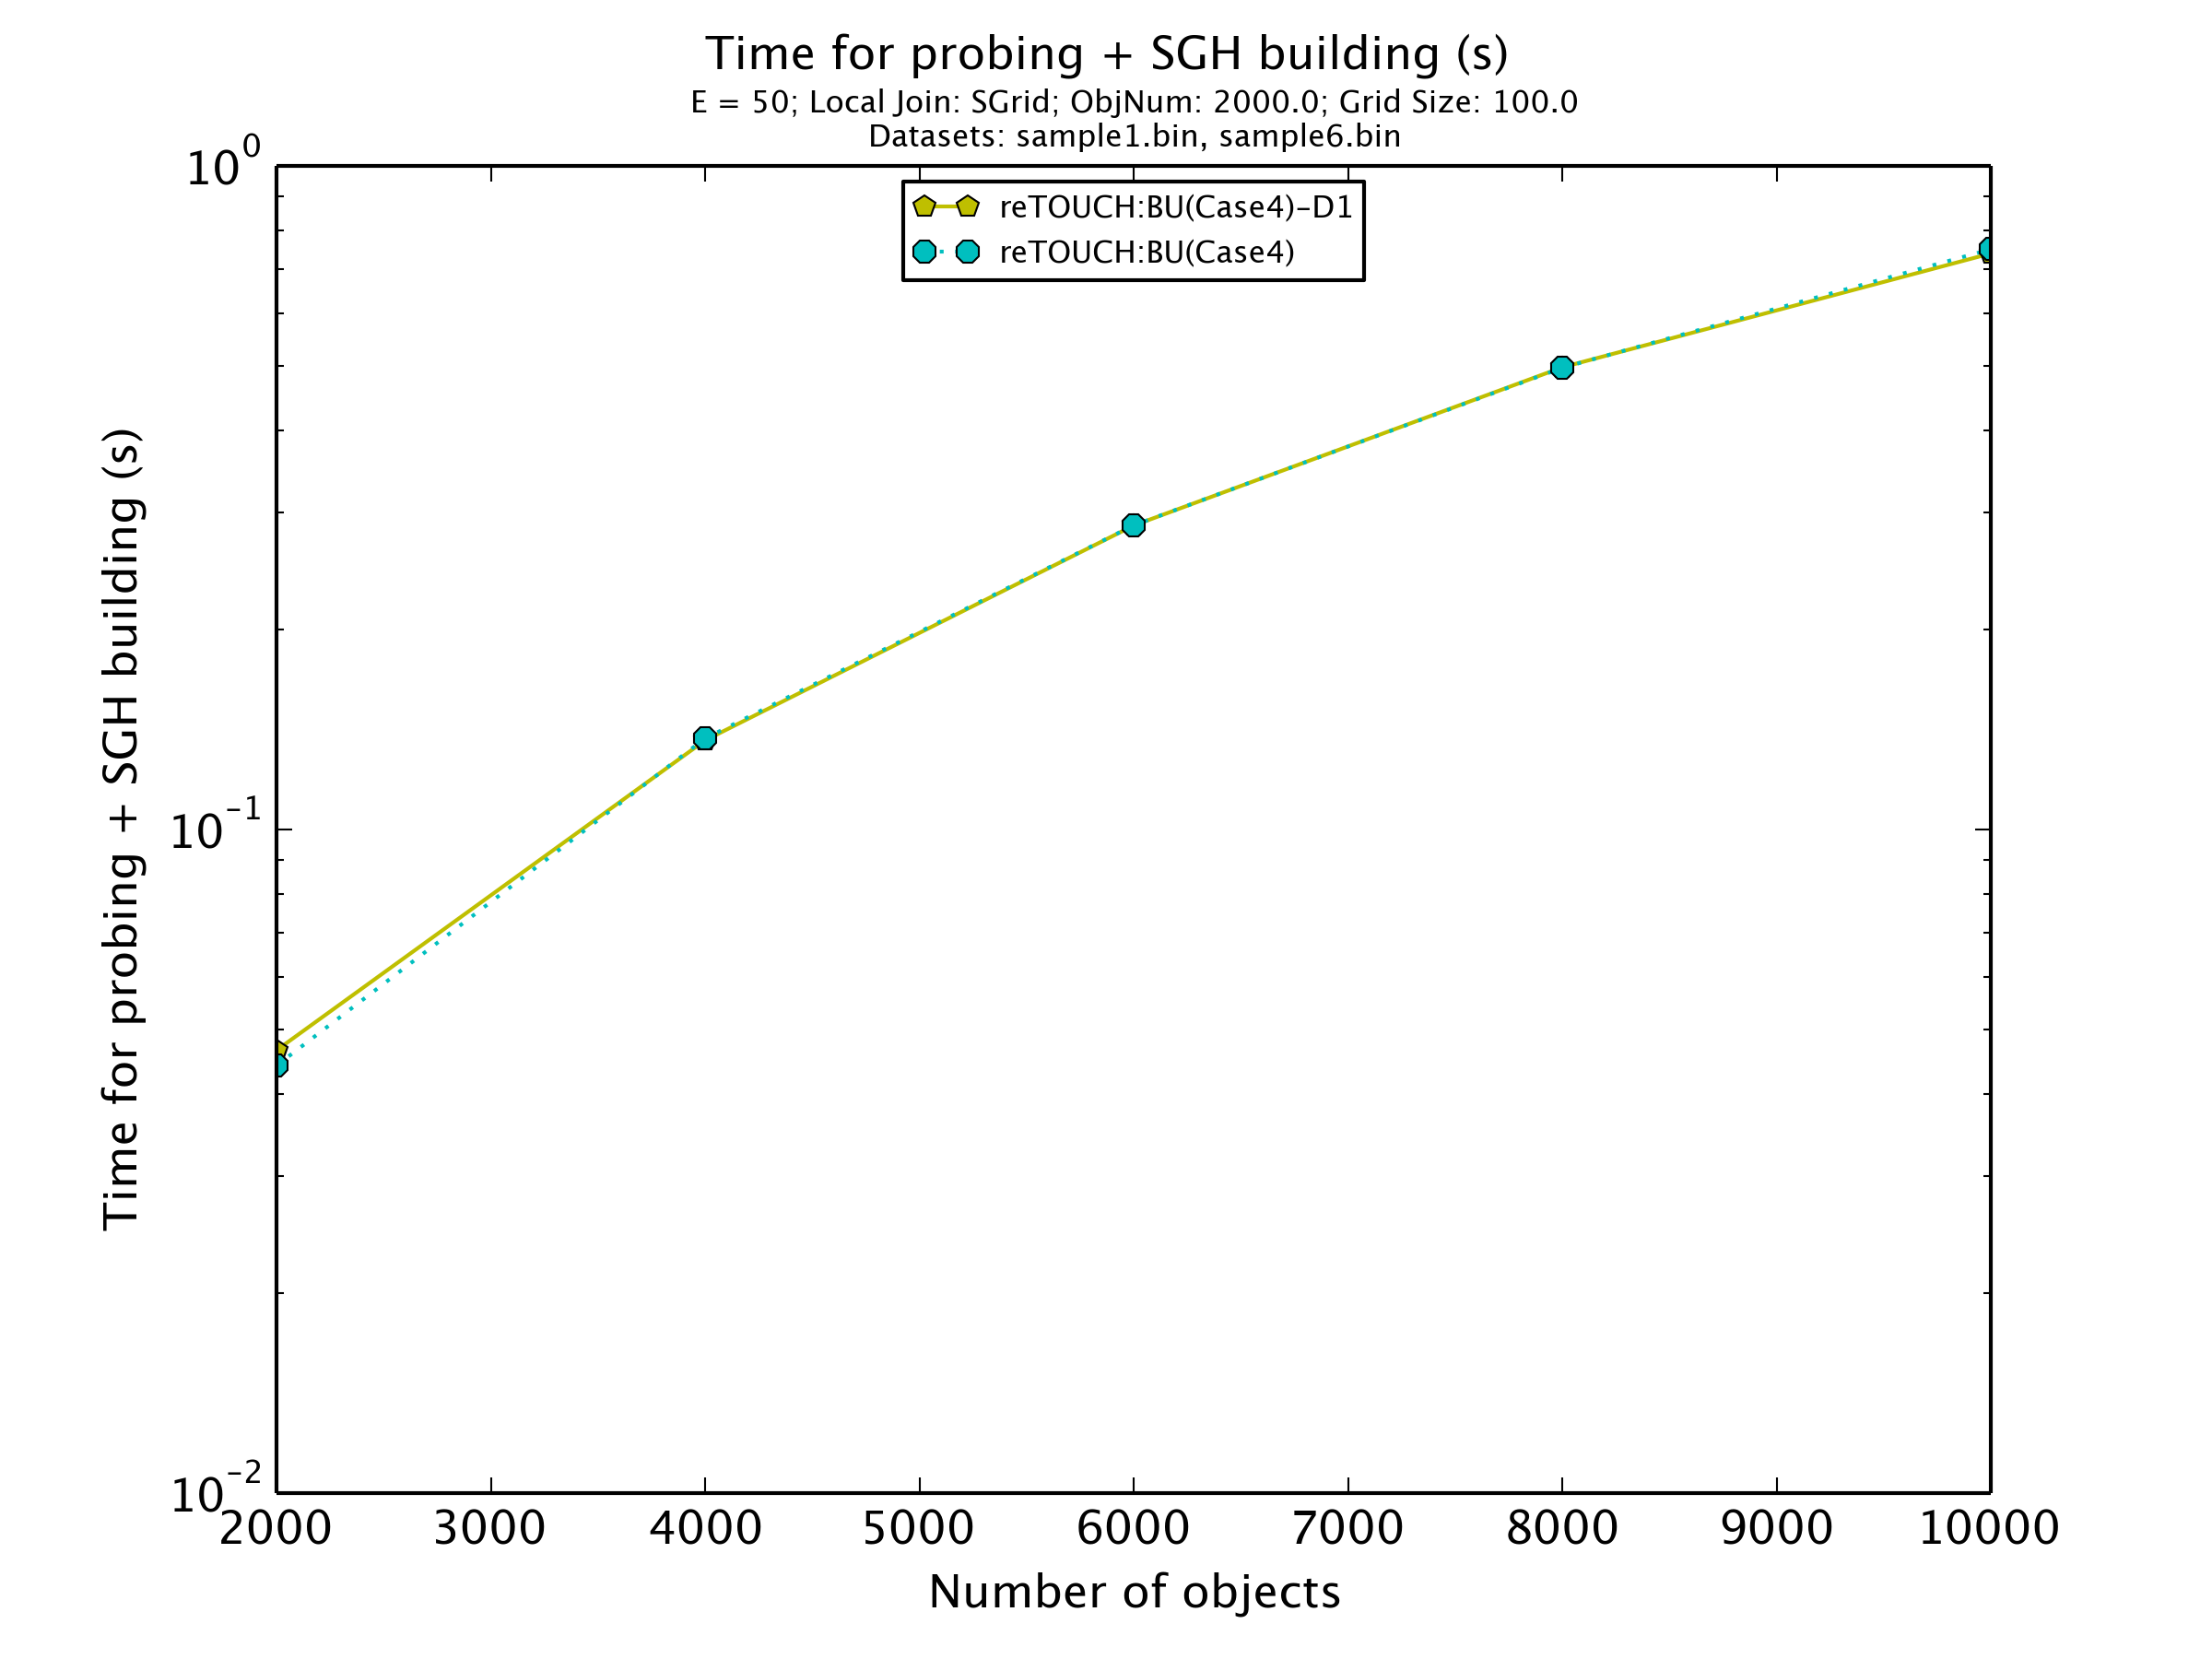 Time for probing + SGH building (s)
E = 50; Local Join: SGrid; ObjNum: 2000.0; Grid Size: 100.0
Datasets: sample1.bin, sample6.bin
reTOUCH:BU(Case4)–D1
reTOUCH:BU(Case4)
10^0
10^-1
10^-2
Time for probing + SGH building (s)
2000 3000 4000 5000 6000 7000 8000 9000 10000
Number of objects